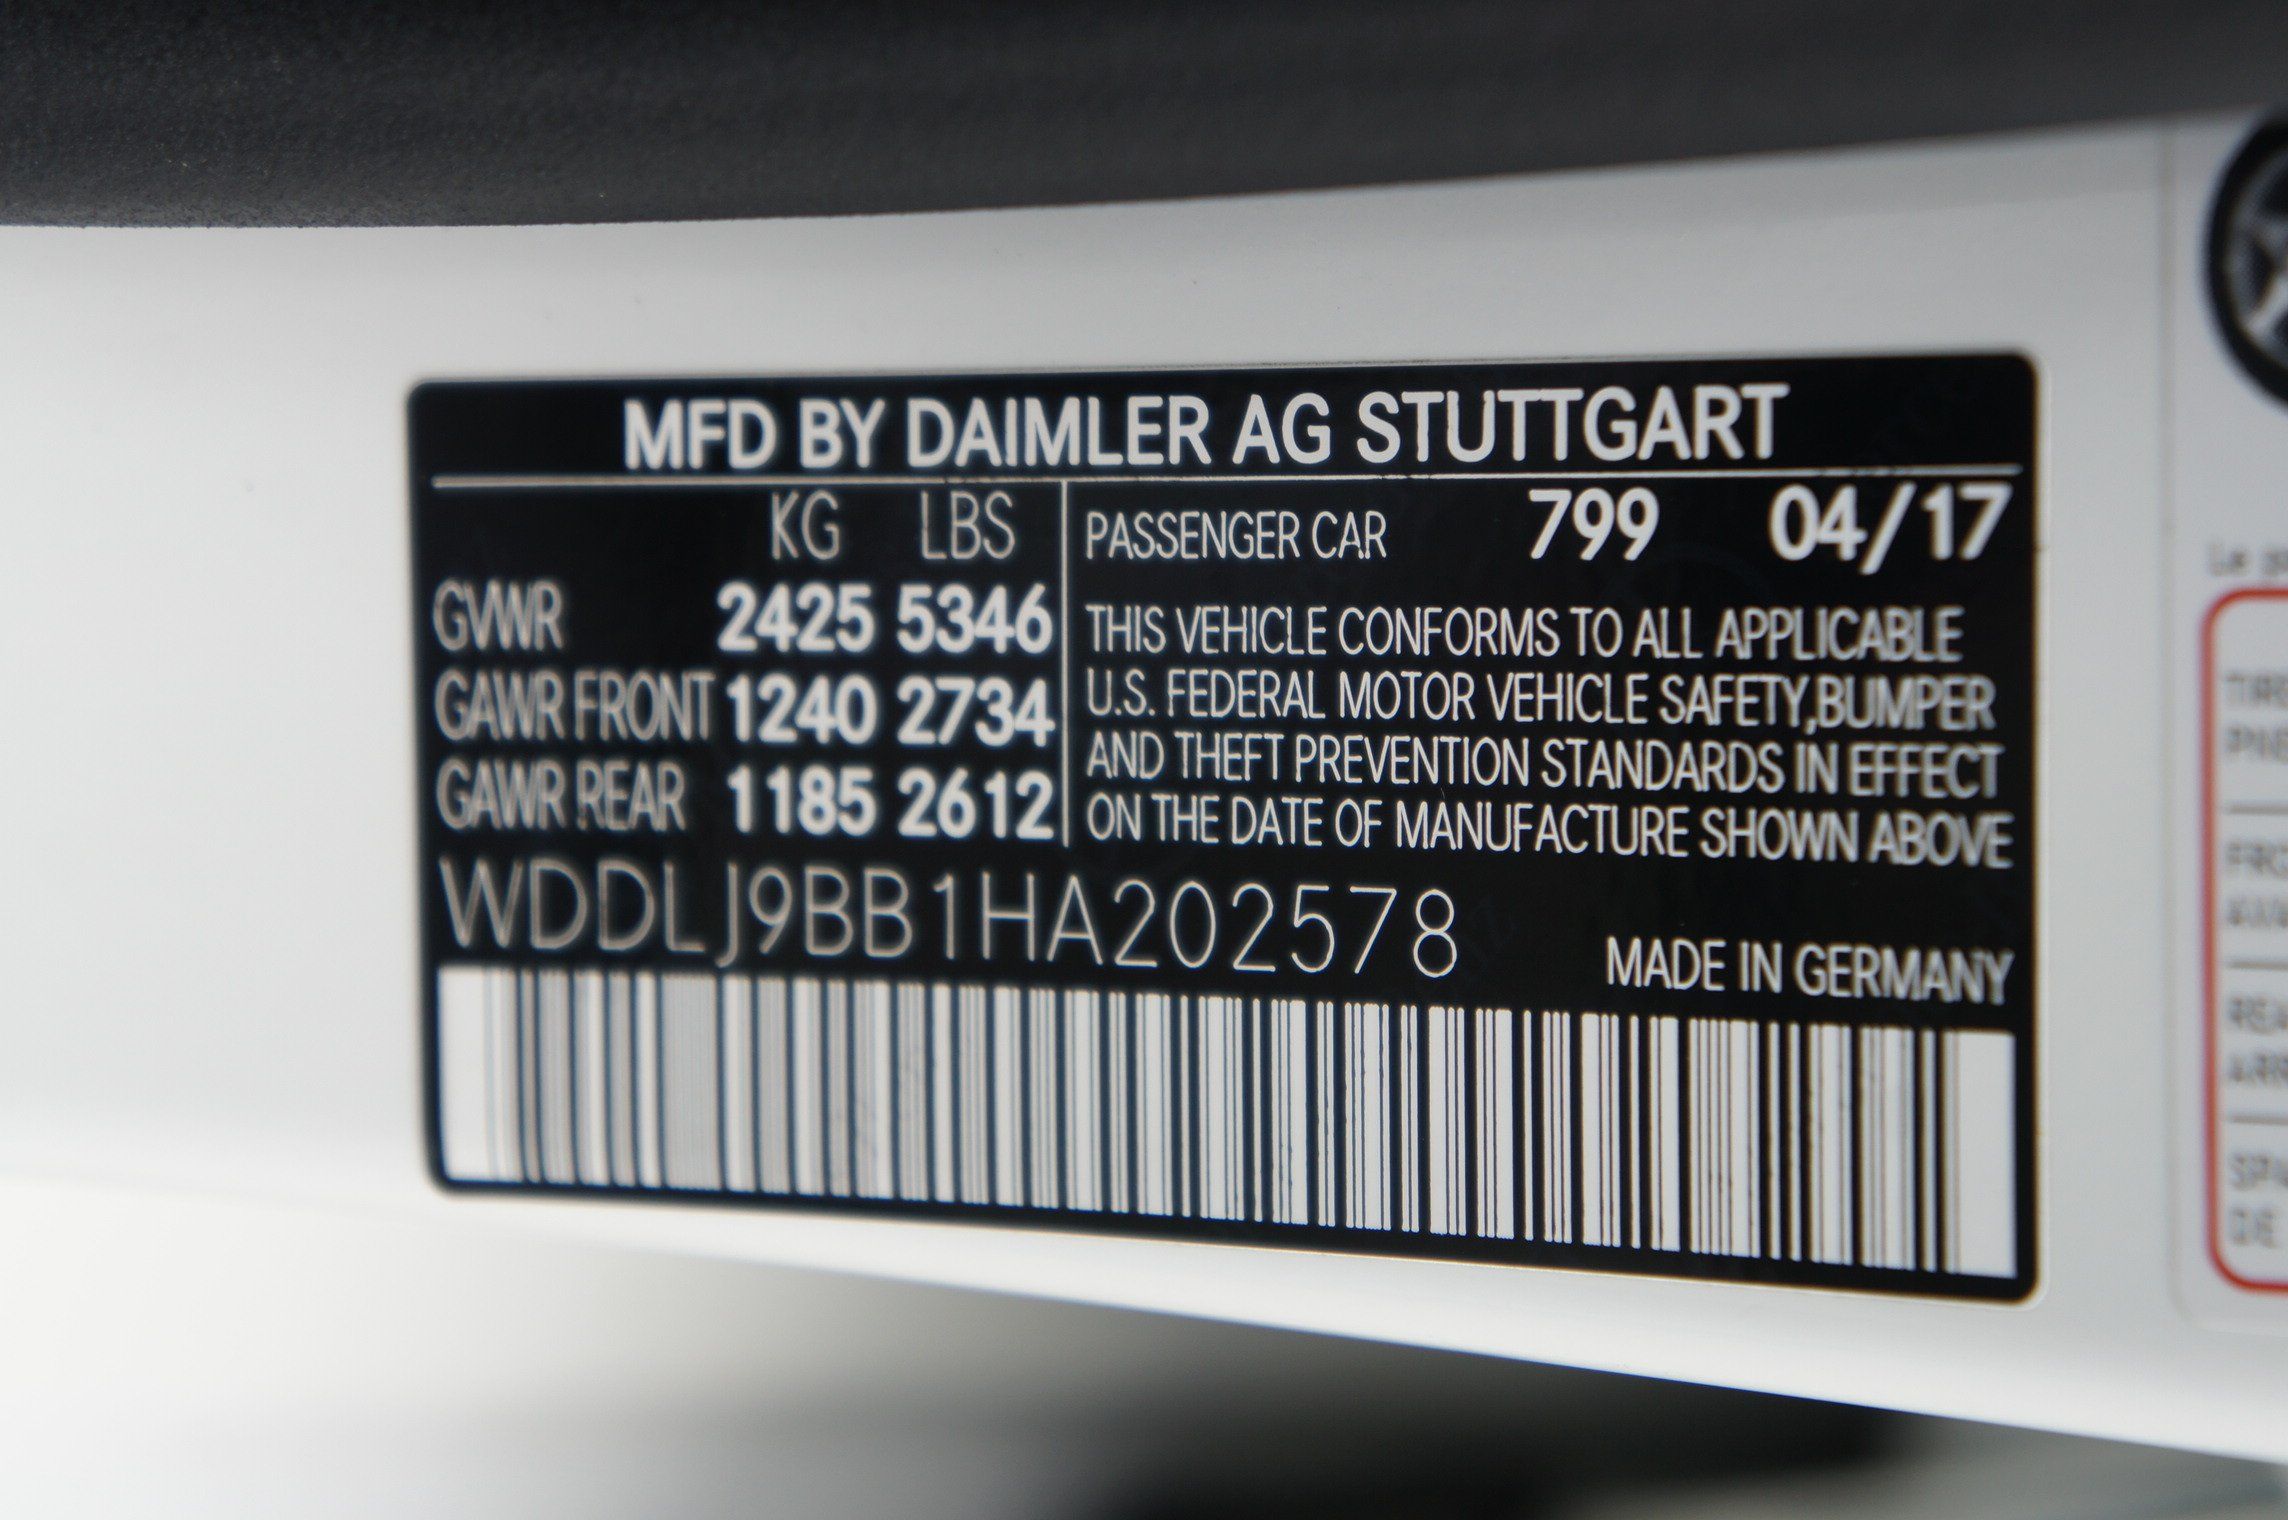 MFD BY DAIMLER AG STUTTGART
KG LBS
GVWR 2425 5346
GAWR FRONT 1240 2734
GAWR REAR 1185 2612
PASSENGER CAR 799 04/17
THIS VEHICLE CONFORMS TO ALL APPLICABLE
U.S. FEDERAL MOTOR VEHICLE SAFETY,BUMPER
AND THEFT PREVENTION STANDARDS IN EFFECT
ON THE DATE OF MANUFACTURE SHOWN ABOVE
WDDLJ9BB1HA202578
MADE IN GERMANY
Le
DE